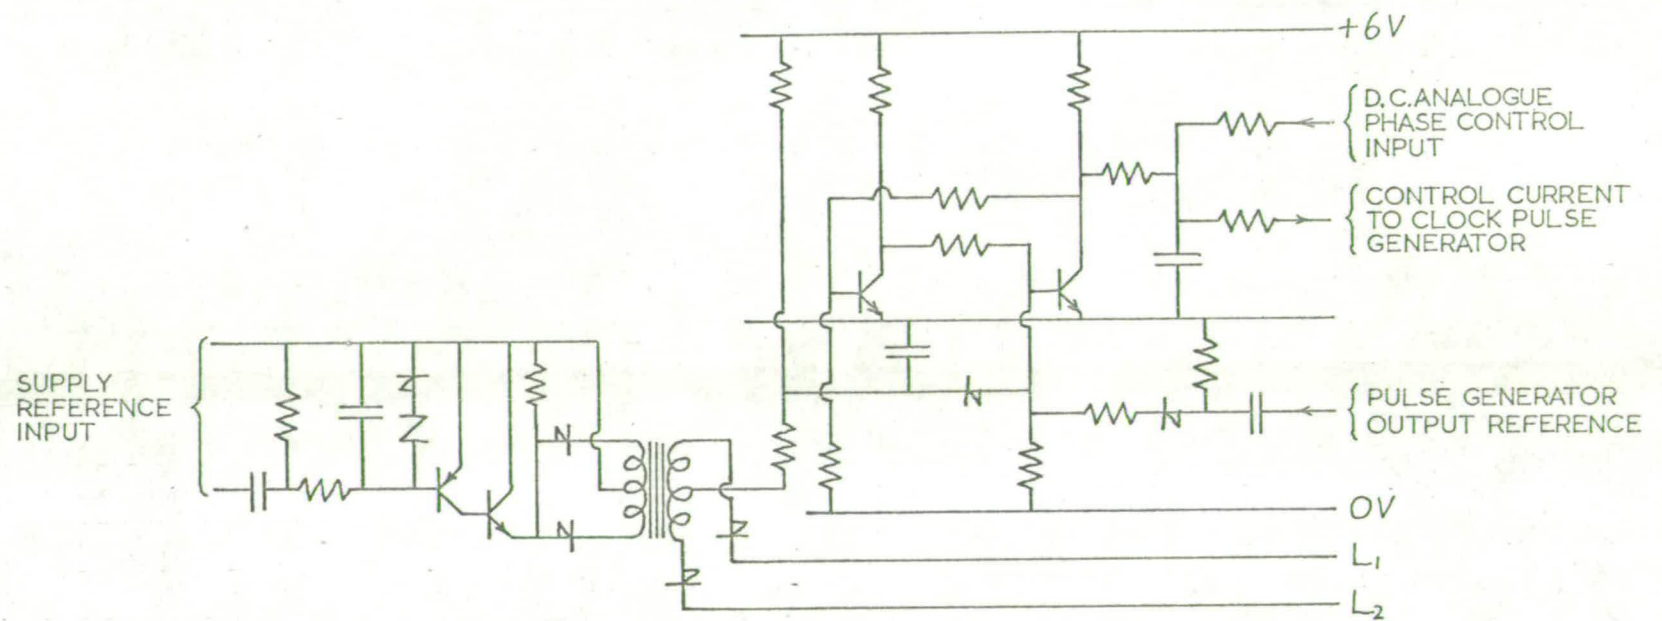 +6V
D.C.ANALOGUE
PHASE CONTROL
INPUT
CONTROL CURRENT
TO CLOCK PULSE
GENERATOR
SUPPLY
REFERENCE
INPUT
PULSE GENERATOR
OUTPUT REFERENCE
0V
L₁
L₂